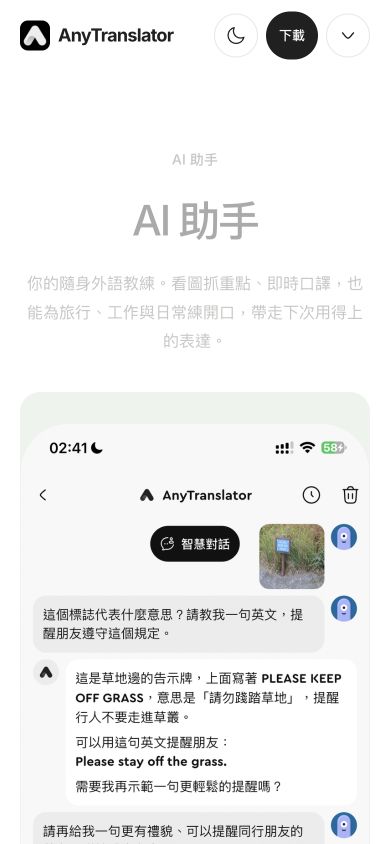 AnyTranslator
下載
AI 助手
AI 助手
你的隨身外語教練。看圖抓重點、即時口譯，也
能為旅行、工作與日常練開口，帶走下次用得上
的表達。
02:41
58
AnyTranslator
智慧對話
這個標誌代表什麼意思？請教我一句英文，提
醒朋友遵守這個規定。
這是草地邊的告示牌，上面寫著 PLEASE KEEP
OFF GRASS，意思是「請勿踐踏草地」，提醒
行人不要走進草叢。
可以用這句英文提醒朋友：
Please stay off the grass.
需要我再示範一句更輕鬆的提醒嗎？
請再給我一句更有禮貌、可以提醒同行朋友的